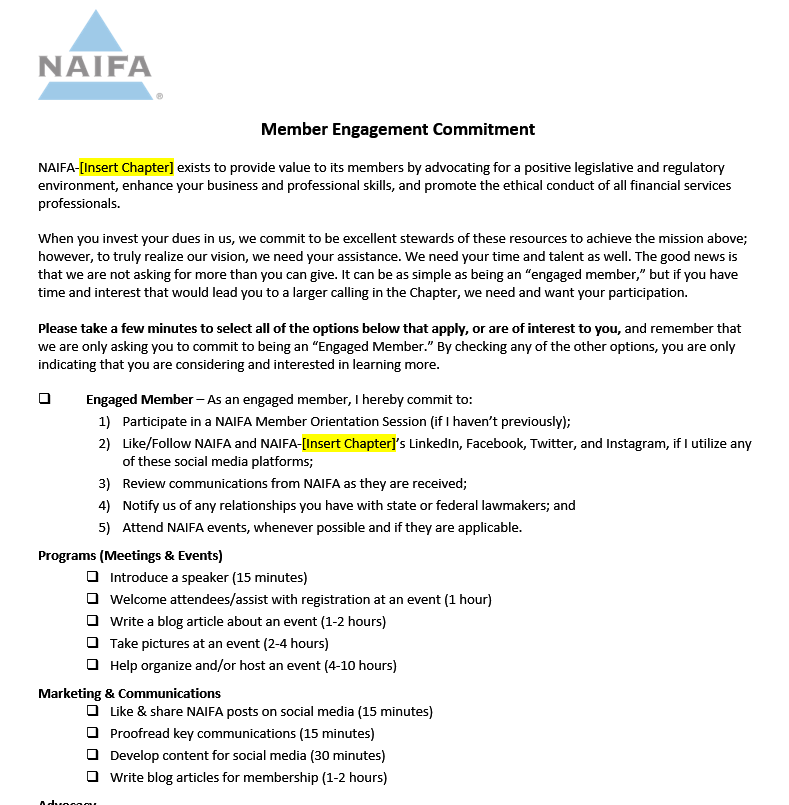 NAIFA
®
Member Engagement Commitment
NAIFA-[Insert Chapter] exists to provide value to its members by advocating for a positive legislative and regulatory
environment, enhance your business and professional skills, and promote the ethical conduct of all financial services
professionals.
When you invest your dues in us, we commit to be excellent stewards of these resources to achieve the mission above;
however, to truly realize our vision, we need your assistance. We need your time and talent as well. The good news is
that we are not asking for more than you can give. It can be as simple as being an “engaged member,” but if you have
time and interest that would lead you to a larger calling in the Chapter, we need and want your participation.
Please take a few minutes to select all of the options below that apply, or are of interest to you, and remember that
we are only asking you to commit to being an “Engaged Member.” By checking any of the other options, you are only
indicating that you are considering and interested in learning more.
❑ Engaged Member – As an engaged member, I hereby commit to:
1) Participate in a NAIFA Member Orientation Session (if I haven’t previously);
2) Like/Follow NAIFA and NAIFA-[Insert Chapter]’s LinkedIn, Facebook, Twitter, and Instagram, if I utilize any
of these social media platforms;
3) Review communications from NAIFA as they are received;
4) Notify us of any relationships you have with state or federal lawmakers; and
5) Attend NAIFA events, whenever possible and if they are applicable.
Programs (Meetings & Events)
❑ Introduce a speaker (15 minutes)
❑ Welcome attendees/assist with registration at an event (1 hour)
❑ Write a blog article about an event (1-2 hours)
❑ Take pictures at an event (2-4 hours)
❑ Help organize and/or host an event (4-10 hours)
Marketing & Communications
❑ Like & share NAIFA posts on social media (15 minutes)
❑ Proofread key communications (15 minutes)
❑ Develop content for social media (30 minutes)
❑ Write blog articles for membership (1-2 hours)
Advocacy